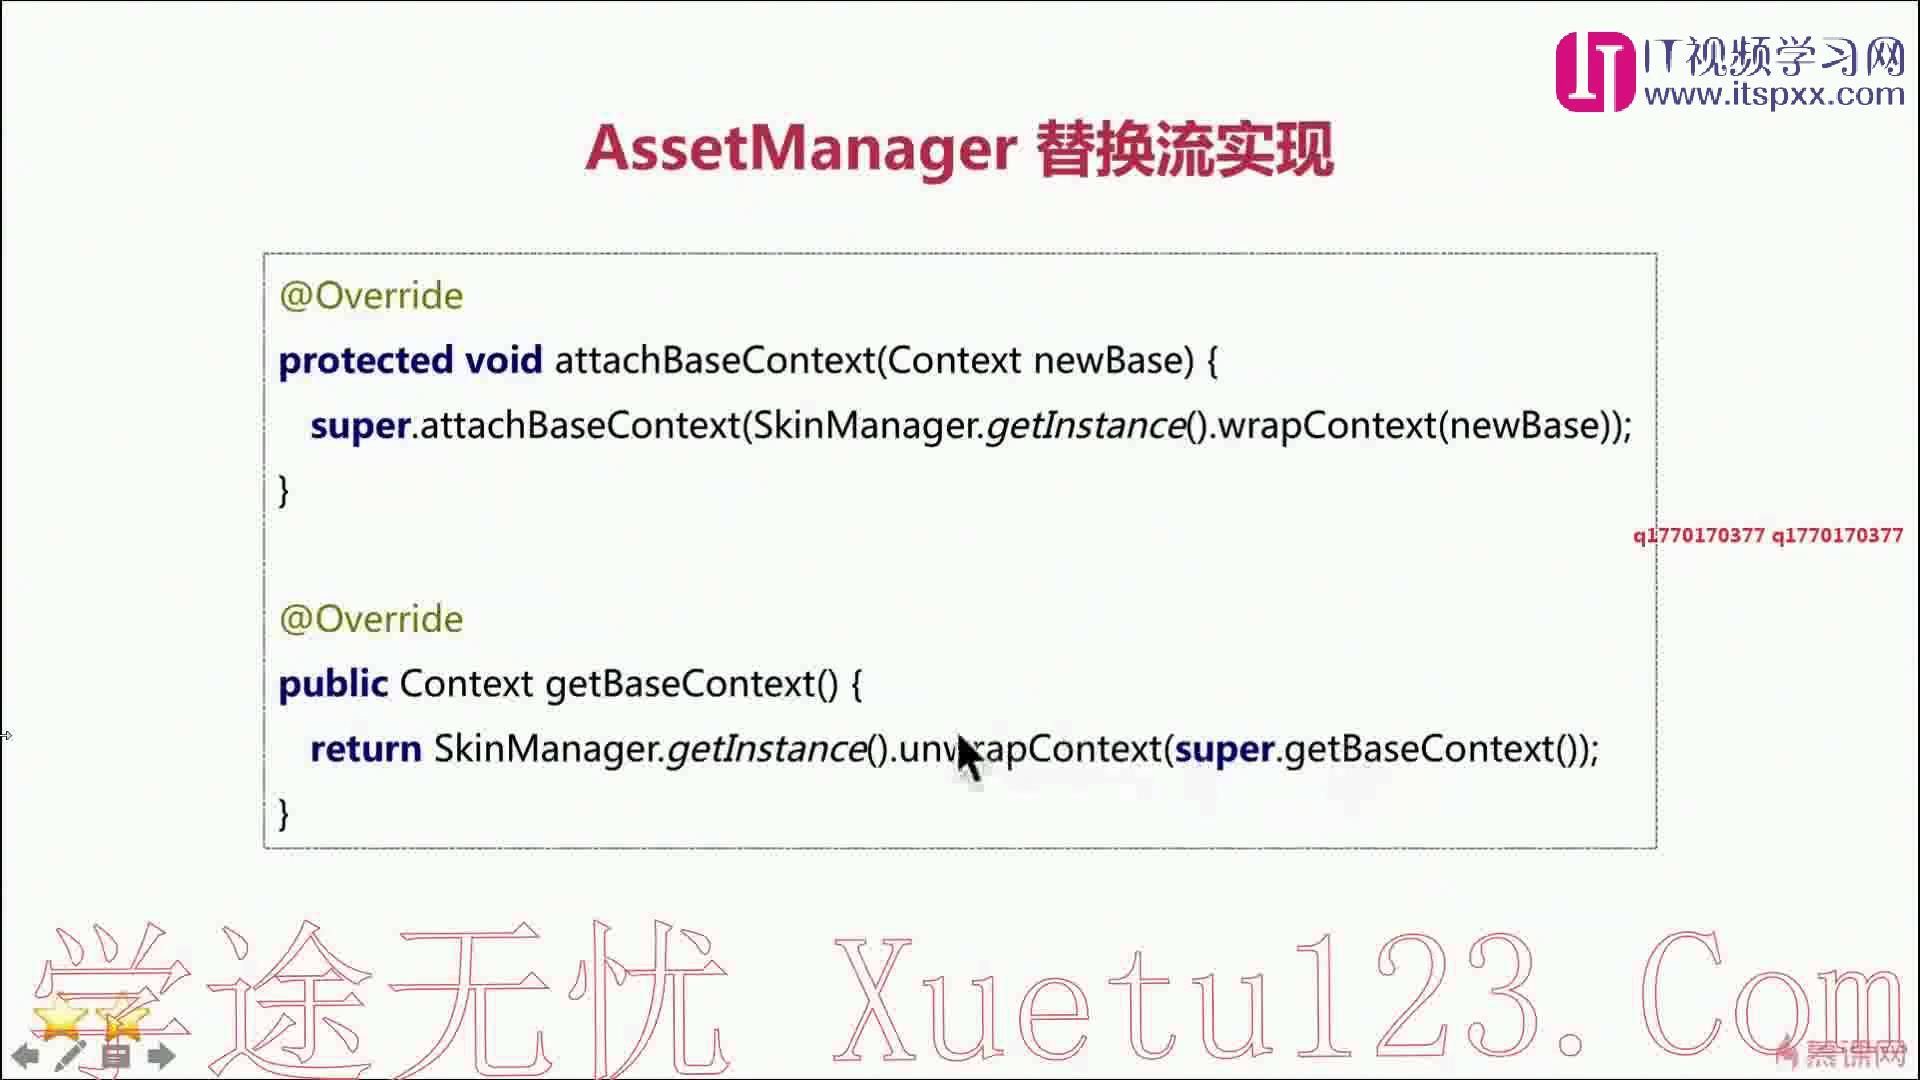 IT视频学习网
www.itspxx.com
AssetManager 替换流实现
@Override
protected void attachBaseContext(Context newBase) {
super.attachBaseContext(SkinManager.getInstance().wrapContext(newBase));
}
q1770170377 q1770170377
@Override
public Context getBaseContext() {
return SkinManager.getInstance().unwrapContext(super.getBaseContext());
}
学途无忧 Xuetu123.Com
慕课网